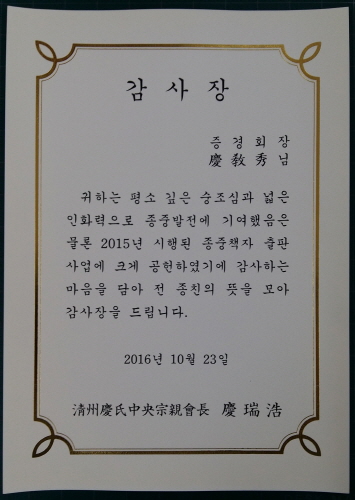 감 사 장
증 경 회 장
慶 敎 秀 님
귀하는 평소 깊은 숭조심과 넓은
인화력으로 종중발전에 기여했음은
물론 2015년 시행된 종중책자 출판
사업에 크게 공헌하였기에 감사하는
마음을 담아 전 종친의 뜻을 모아
감사장을 드립니다.
2016년 10월 23일
淸州慶氏中央宗親會長 慶 瑞 浩